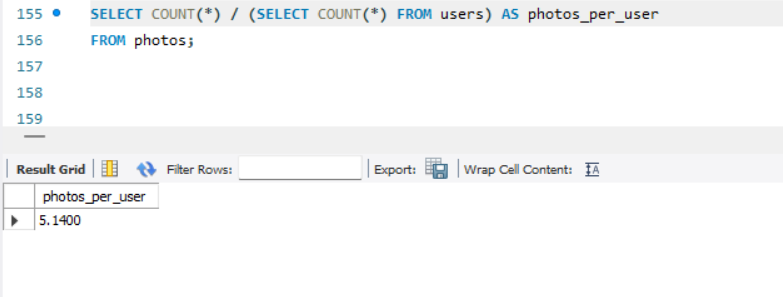 155 SELECT COUNT(*) / (SELECT COUNT(*) FROM users) AS photos_per_user
156 FROM photos;
157
158
159
Result Grid Filter Rows: Export: Wrap Cell Content: IA
photos_per_user
5.1400